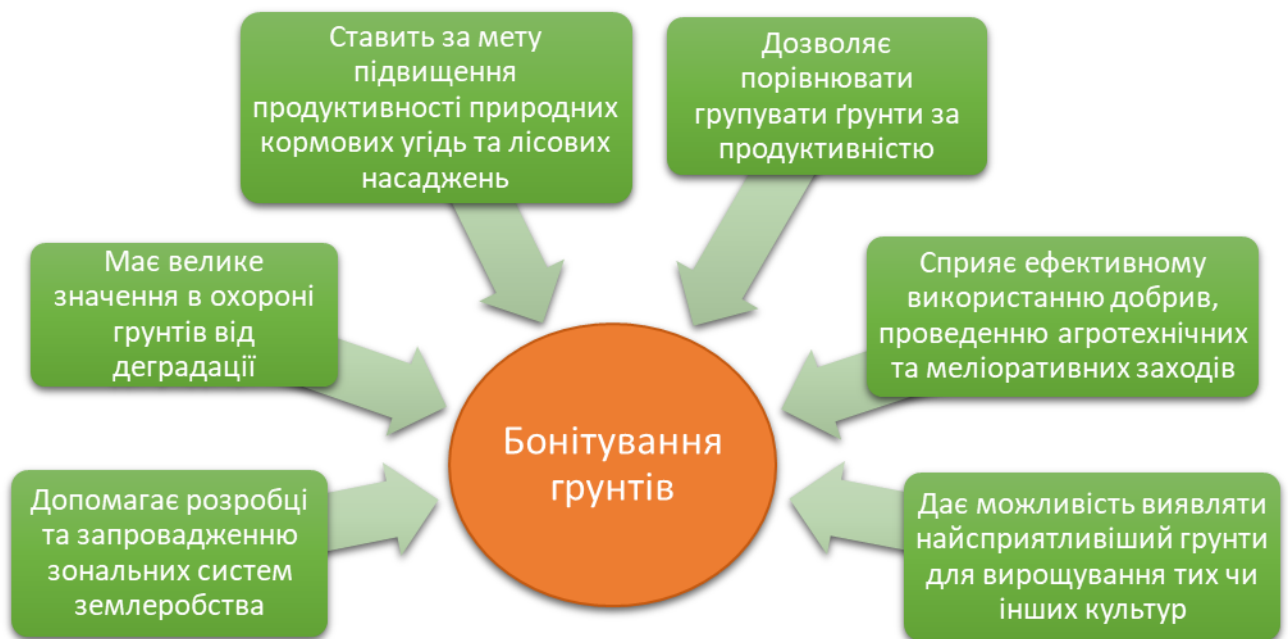 Ставить за мету
підвищення
продуктивності природних
кормових угідь та лісових
насаджень
Дозволяє
порівнювати
групувати ґрунти за
продуктивністю
Має велике
значення в охороні
грунтів від
деградації
Сприяє ефективному
використанню добрив,
проведенню агротехнічних
та меліоративних заходів
Бонітування
грунтів
Допомагає розробці
та запровадженню
зональних систем
землеробства
Дає можливість виявляти
найсприятливіший грунти
для вирощування тих чи
інших культур